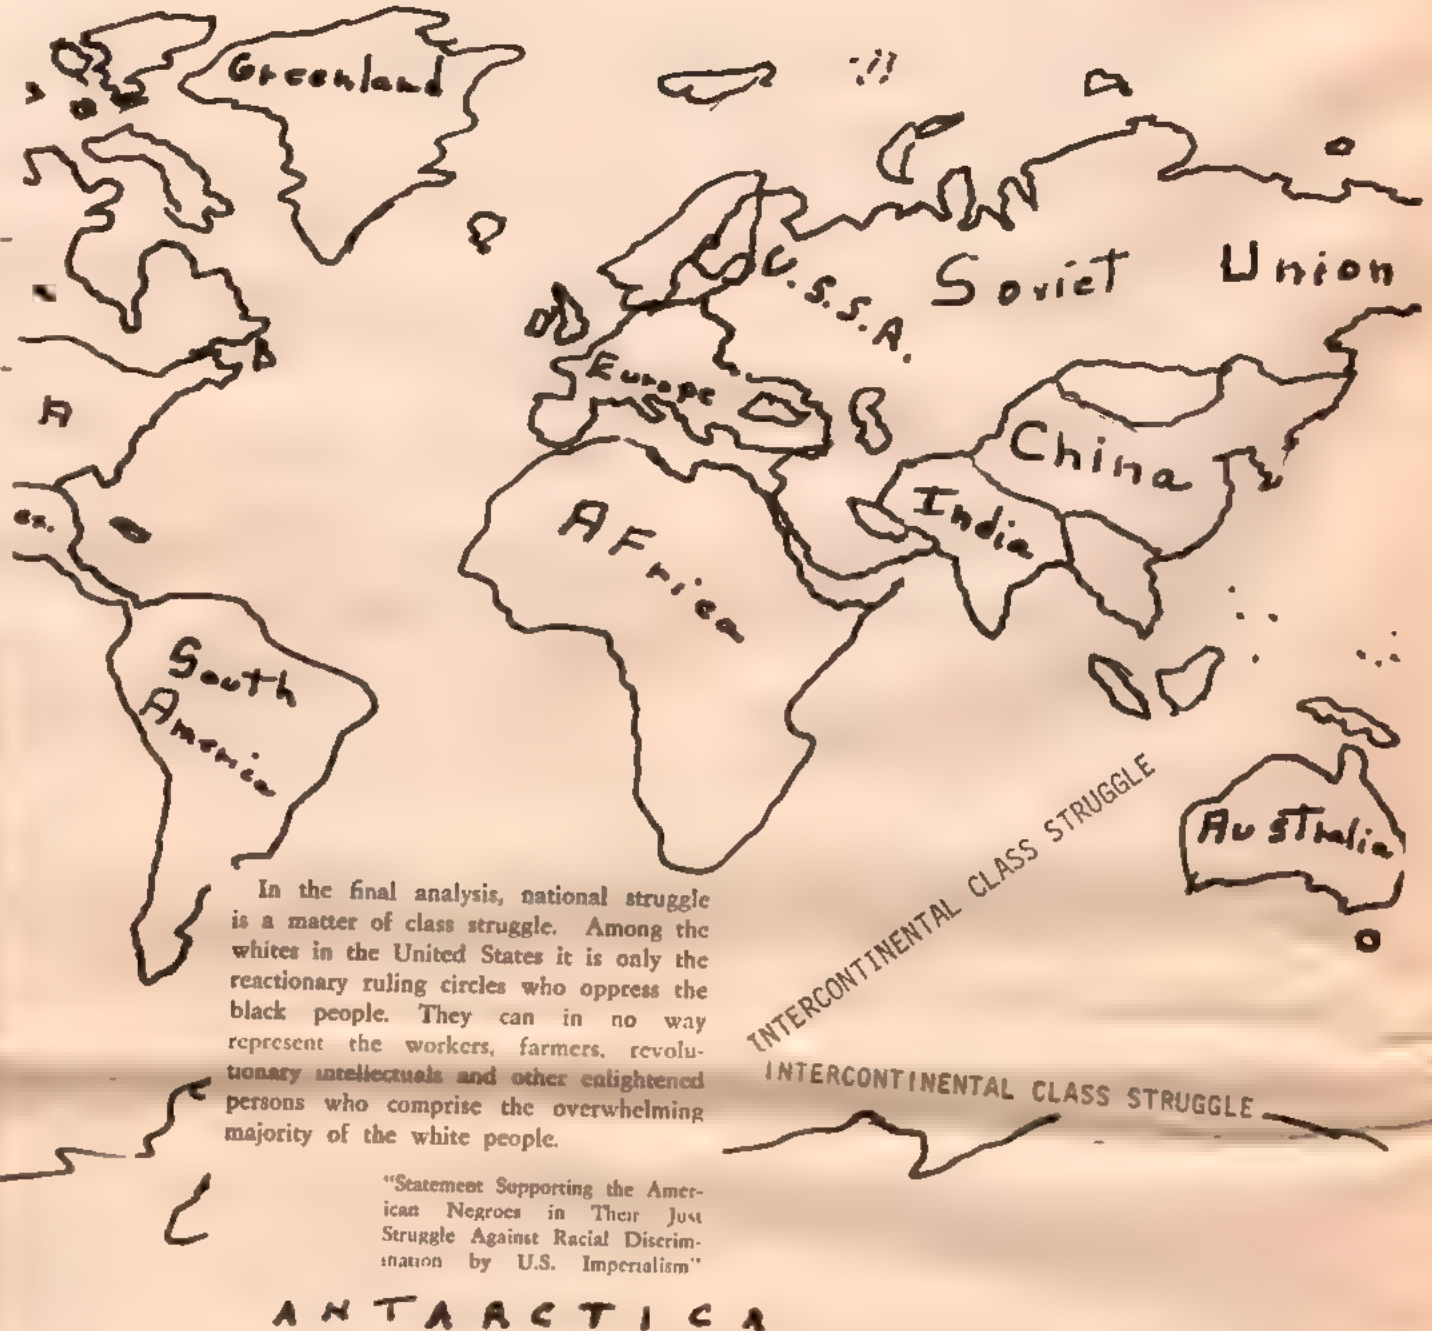 Greenland
U.S.S.A.
Soviet Union
A
Europe
China
India
ex.
AFrica
South
America
AusTralia
In the final analysis, national struggle
is a matter of class struggle. Among the
whites in the United States it is only the
reactionary ruling circles who oppress the
black people. They can in no way
represent the workers, farmers, revolu-
tionary intellectuals and other enlightened
persons who comprise the overwhelming
majority of the white people.
"Statement Supporting the Amer-
ican Negroes in Their Just
Struggle Against Racial Discrim-
ination by U.S. Imperialism"
INTERCONTINENTAL CLASS STRUGGLE
INTERCONTINENTAL CLASS STRUGGLE
ANTARCTICA